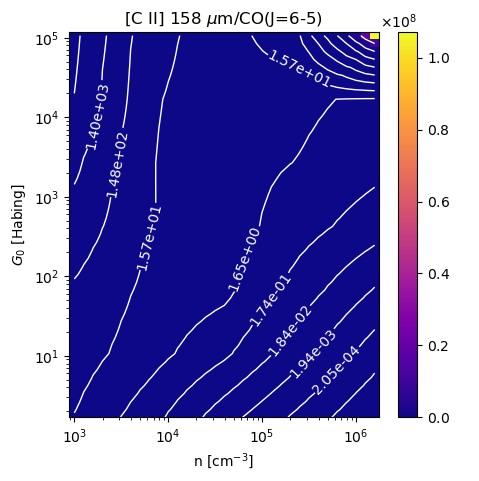 [C II] 158 μm/CO(J=6-5)
×10⁸
10⁵
10⁴
10³
10²
10¹
G₀ [Habing]
1.57e+01
1.40e+03
1.48e+02
1.57e+01
1.65e+00
1.74e-01
1.84e-02
1.94e-03
2.05e-04
10³
10⁴
10⁵
10⁶
n [cm⁻³]
1.0
0.8
0.6
0.4
0.2
0.0